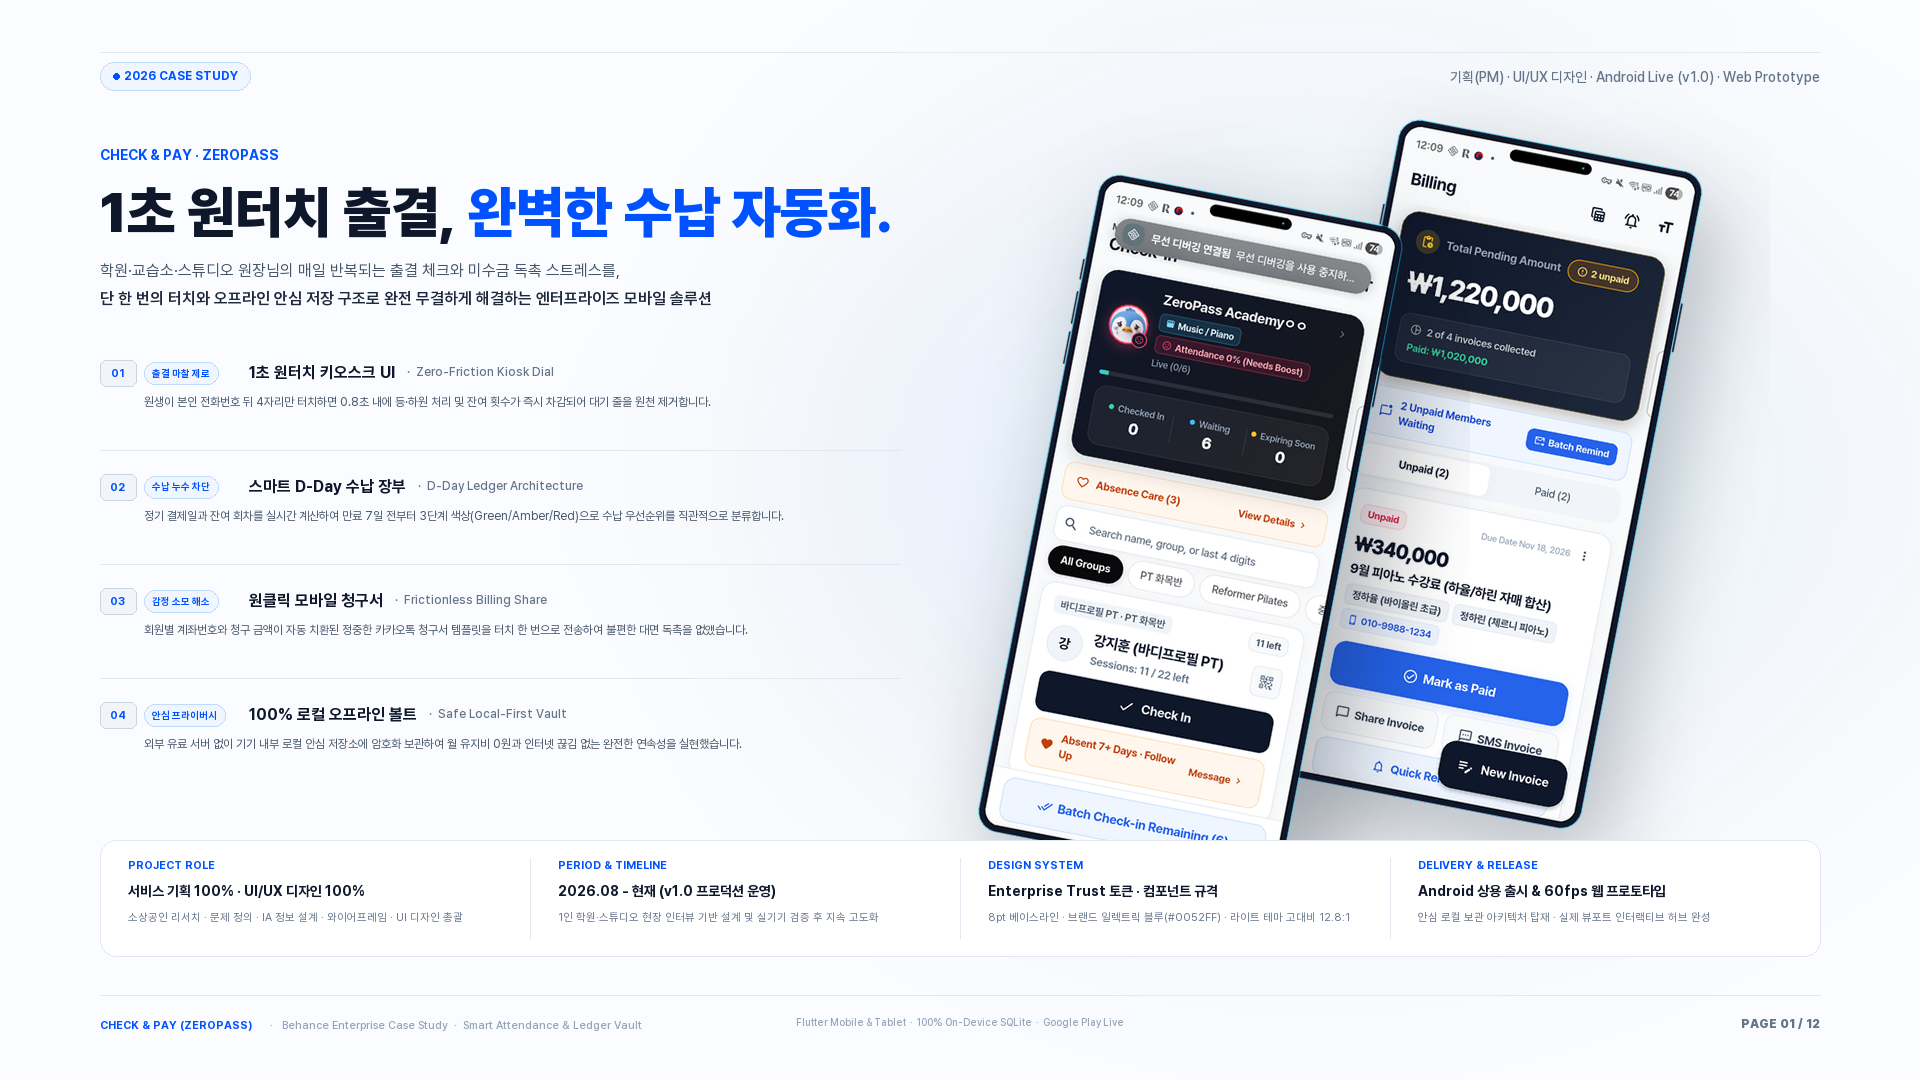 2026 CASE STUDY
기획(PM) · UI/UX 디자인 · Android Live (v1.0) · Web Prototype
CHECK & PAY · ZEROPASS
1초 원터치 출결, 완벽한 수납 자동화.
학원·교습소·스튜디오 원장님의 매일 반복되는 출결 체크와 미수금 독촉 스트레스를,
단 한 번의 터치와 오프라인 안심 저장 구조로 완전 무결하게 해결하는 엔터프라이즈 모바일 솔루션
01 출결 마찰 제로 1초 원터치 키오스크 UI · Zero-Friction Kiosk Dial
원생이 본인 전화번호 뒤 4자리만 터치하면 0.8초 내에 등·하원 처리 및 잔여 횟수가 즉시 차감되어 대기 줄을 원천 제거합니다.
02 수납 누수 차단 스마트 D-Day 수납 장부 · D-Day Ledger Architecture
정기 결제일과 잔여 회차를 실시간 계산하여 만료 7일 전부터 3단계 색상(Green/Amber/Red)으로 수납 우선순위를 직관적으로 분류합니다.
03 감정 소모 해소 원클릭 모바일 청구서 · Frictionless Billing Share
회원별 계좌번호와 청구 금액이 자동 치환된 정중한 카카오톡 청구서 템플릿을 터치 한 번으로 전송하여 불편한 대면 독촉을 없앴습니다.
04 안심 프라이버시 100% 로컬 오프라인 볼트 · Safe Local-First Vault
외부 유료 서버 없이 기기 내부 로컬 안심 저장소에 암호화 보관하여 월 유지비 0원과 인터넷 끊김 없는 완전한 연속성을 실현했습니다.
12:09
74
무선 디버깅 연결됨 무선 디버깅을 사용 중지하...
Check-in
ZeroPass Academyㅇㅇ
Music / Piano
Attendance 0% (Needs Boost)
Live (0/6)
Checked In
0
Waiting
6
Expiring Soon
0
Absence Care (3)
View Details
Search name, group, or last 4 digits
All Groups
PT 화목반
Reformer Pilates
바디프로필 PT · PT 화목반
강
강지훈 (바디프로필 PT)
Sessions: 11 / 22 left
11 left
Check In
Absent 7+ Days · Follow
Up
Message
Batch Check-in Remaining (6)
12:09
74
Billing
Total Pending Amount
2 unpaid
₩1,220,000
2 of 4 invoices collected
Paid: ₩1,020,000
2 Unpaid Members
Waiting
Batch Remind
Unpaid (2)
Paid (2)
Unpaid
Due Date Nov 18, 2026
₩340,000
9월 피아노 수강료 (하율/하린 자매 합산)
정하율 (바이올린 초급)
정하린 (체르니 피아노)
010-9988-1234
Mark as Paid
Share Invoice
SMS Invoice
Quick
New Invoice
PROJECT ROLE
서비스 기획 100% · UI/UX 디자인 100%
소상공인 리서치 · 문제 정의 · IA 정보 설계 · 와이어프레임 · UI 디자인 총괄
PERIOD & TIMELINE
2026.08 - 현재 (v1.0 프로덕션 운영)
1인 학원·스튜디오 현장 인터뷰 기반 설계 및 실기기 검증 후 지속 고도화
DESIGN SYSTEM
Enterprise Trust 토큰 · 컴포넌트 규격
8pt 베이스라인 · 브랜드 일렉트릭 블루(#0052FF) · 라이트 테마 고대비 12.8:1
DELIVERY & RELEASE
Android 상용 출시 & 60fps 웹 프로토타입
안심 로컬 보관 아키텍처 탑재 · 실제 뷰포트 인터랙티브 허브 완성
CHECK & PAY (ZEROPASS) · Behance Enterprise Case Study · Smart Attendance & Ledger Vault
Flutter Mobile & Tablet · 100% On-Device SQLite · Google Play Live
PAGE 01 / 12